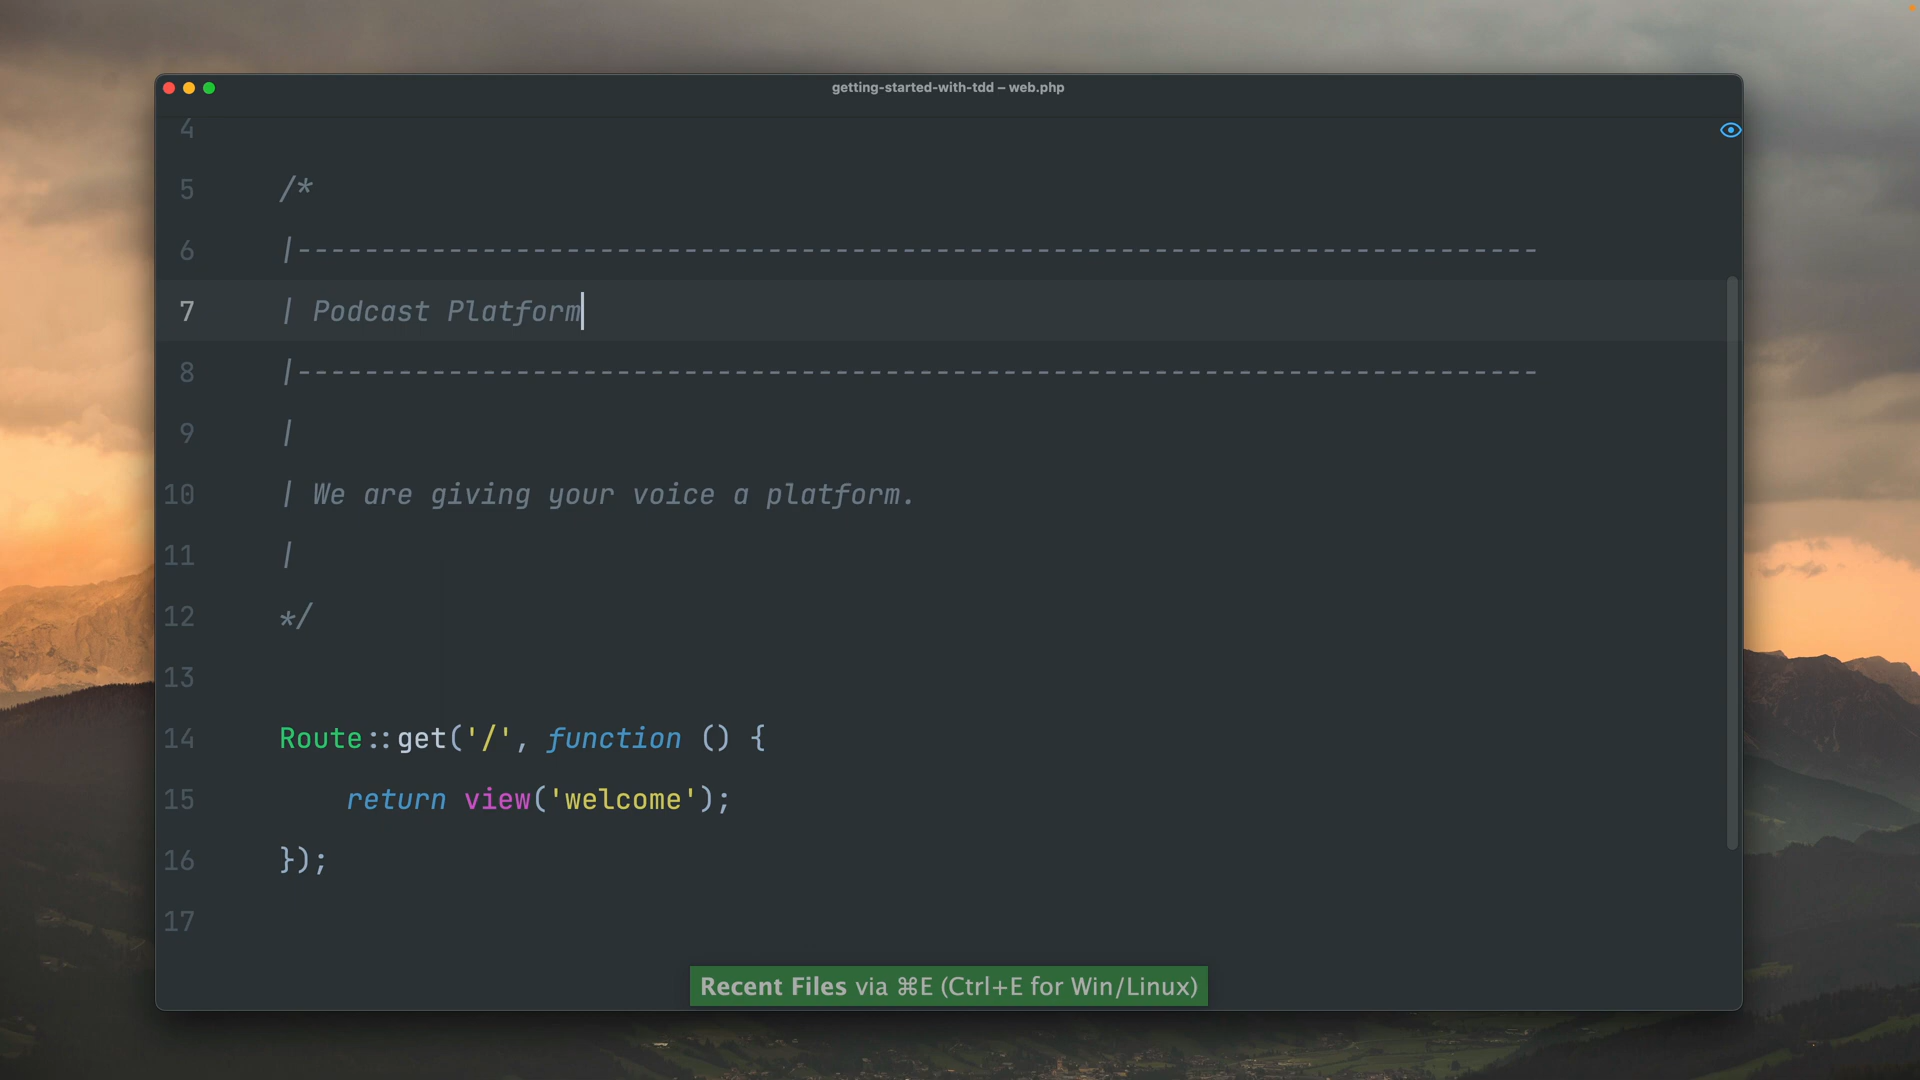 getting-started-with-tdd – web.php
4
5 /*
6 |--------------------------------------------------------------------------
7 | Podcast Platform
8 |--------------------------------------------------------------------------
9 |
10 | We are giving your voice a platform.
11 |
12 */
13
14 Route::get('/', function () {
15 return view('welcome');
16 });
17
Recent Files via ⌘E (Ctrl+E for Win/Linux)